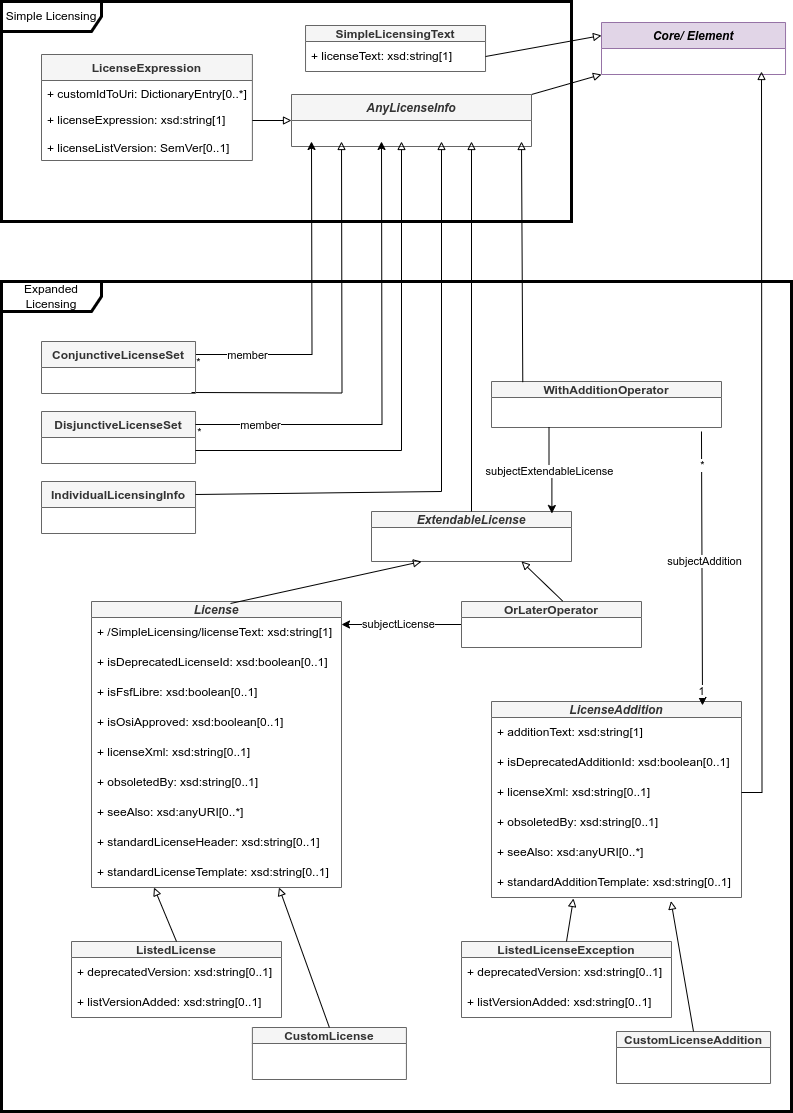 Simple Licensing
SimpleLicensingText
+ licenseText: xsd:string[1]
Core/ Element
LicenseExpression
+ customIdToUri: DictionaryEntry[0..*]
+ licenseExpression: xsd:string[1]
+ licenseListVersion: SemVer[0..1]
AnyLicenseInfo
Expanded
Licensing
ConjunctiveLicenseSet
*
member
DisjunctiveLicenseSet
*
member
IndividualLicensingInfo
WithAdditionOperator
subjectExtendableLicense
*
subjectAddition
1
ExtendableLicense
License
+ /SimpleLicensing/licenseText: xsd:string[1]
+ isDeprecatedLicenseId: xsd:boolean[0..1]
+ isFsfLibre: xsd:boolean[0..1]
+ isOsiApproved: xsd:boolean[0..1]
+ licenseXml: xsd:string[0..1]
+ obsoletedBy: xsd:string[0..1]
+ seeAlso: xsd:anyURI[0..*]
+ standardLicenseHeader: xsd:string[0..1]
+ standardLicenseTemplate: xsd:string[0..1]
subjectLicense
OrLaterOperator
LicenseAddition
+ additionText: xsd:string[1]
+ isDeprecatedAdditionId: xsd:boolean[0..1]
+ licenseXml: xsd:string[0..1]
+ obsoletedBy: xsd:string[0..1]
+ seeAlso: xsd:anyURI[0..*]
+ standardAdditionTemplate: xsd:string[0..1]
ListedLicense
+ deprecatedVersion: xsd:string[0..1]
+ listVersionAdded: xsd:string[0..1]
CustomLicense
ListedLicenseException
+ deprecatedVersion: xsd:string[0..1]
+ listVersionAdded: xsd:string[0..1]
CustomLicenseAddition